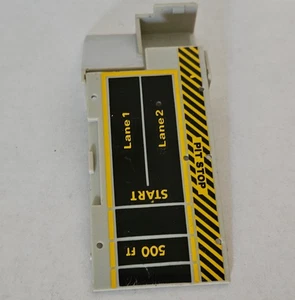 Lane 1
Lane 2
START
500 FT
PIT STOP